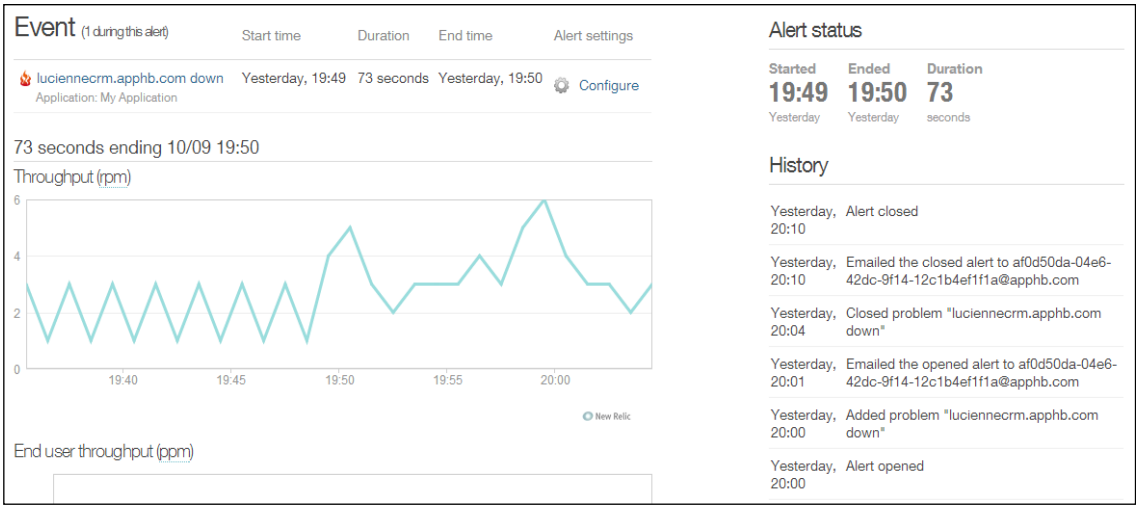 Event (1 during this alert) Start time Duration End time Alert settings
luciennecrm.apphb.com down Yesterday, 19:49 73 seconds Yesterday, 19:50 Configure
Application: My Application
73 seconds ending 10/09 19:50
Throughput (rpm)
6
4
2
0
19:40 19:45 19:50 19:55 20:00
New Relic
End user throughput (ppm)
Alert status
Started Ended Duration
19:49 19:50 73
Yesterday Yesterday seconds
History
Yesterday, Alert closed
20:10
Yesterday, Emailed the closed alert to af0d50da-04e6-
20:10 42dc-9f14-12c1b4ef1f1a@apphb.com
Yesterday, Closed problem "luciennecrm.apphb.com
20:04 down"
Yesterday, Emailed the opened alert to af0d50da-04e6-
20:01 42dc-9f14-12c1b4ef1f1a@apphb.com
Yesterday, Added problem "luciennecrm.apphb.com
20:00 down"
Yesterday, Alert opened
20:00